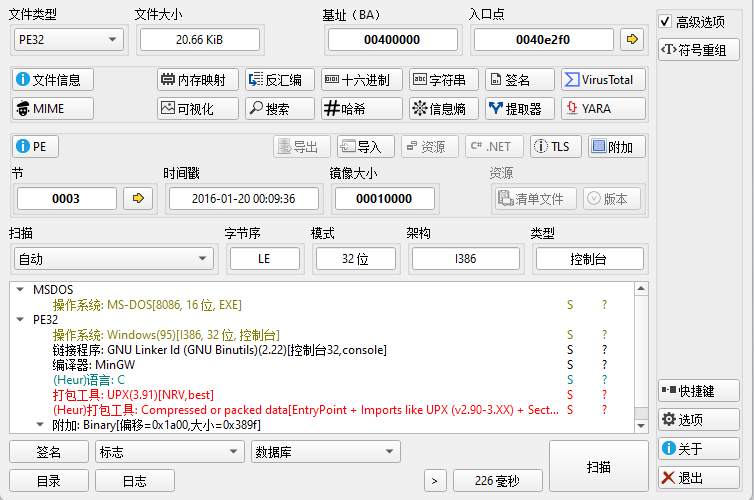 文件类型 文件大小 基址（BA） 入口点
PE32 20.66 KiB 00400000 0040e2f0
高级选项
<T>符号重组
文件信息 内存映射 反汇编 十六进制 字符串 签名 VirusTotal
MIME 可视化 搜索 哈希 信息熵 提取器 YARA
PE 导出 导入 资源 .NET TLS 附加
节 时间戳 镜像大小 资源
0003 2016-01-20 00:09:36 00010000 清单文件 版本
扫描 字节序 模式 架构 类型
自动 LE 32 位 I386 控制台
MSDOS
操作系统: MS-DOS[8086, 16 位, EXE] S ?
PE32
操作系统: Windows(95)[I386, 32 位, 控制台] S ?
链接程序: GNU Linker ld (GNU Binutils)(2.22)[控制台32,console] S ?
编译器: MinGW S ?
(Heur)语言: C S ?
打包工具: UPX(3.91)[NRV,best] S ?
(Heur)打包工具: Compressed or packed data[EntryPoint + Imports like UPX (v2.90-3.XX) + Sect... S ?
附加: Binary[偏移=0x1a00,大小=0x389f]
快捷键
选项
关于
退出
签名 标志 数据库 扫描
目录 日志 > 226 毫秒